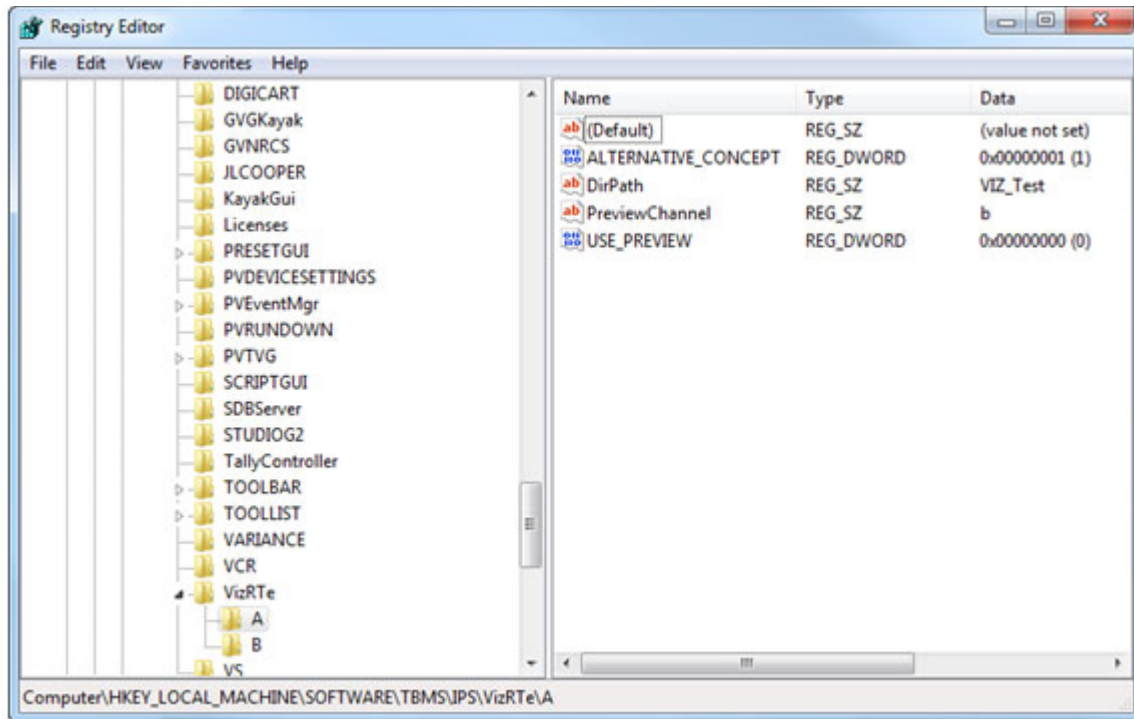 Registry Editor
File Edit View Favorites Help
DIGICART
GVGKayak
GVNRCS
JLCOOPER
KayakGui
Licenses
PRESETGUI
PVDEVICESETTINGS
PVEventMgr
PVRUNDOWN
PVTVG
SCRIPTGUI
SDBServer
STUDIOG2
TallyController
TOOLBAR
TOOLLIST
VARIANCE
VCR
VizRTe
A
B
VS
Name Type Data
(Default) REG_SZ (value not set)
ALTERNATIVE_CONCEPT REG_DWORD 0x00000001 (1)
DirPath REG_SZ VIZ_Test
PreviewChannel REG_SZ b
USE_PREVIEW REG_DWORD 0x00000000 (0)
Computer\HKEY_LOCAL_MACHINE\SOFTWARE\TBMS\IPS\VizRTe\A